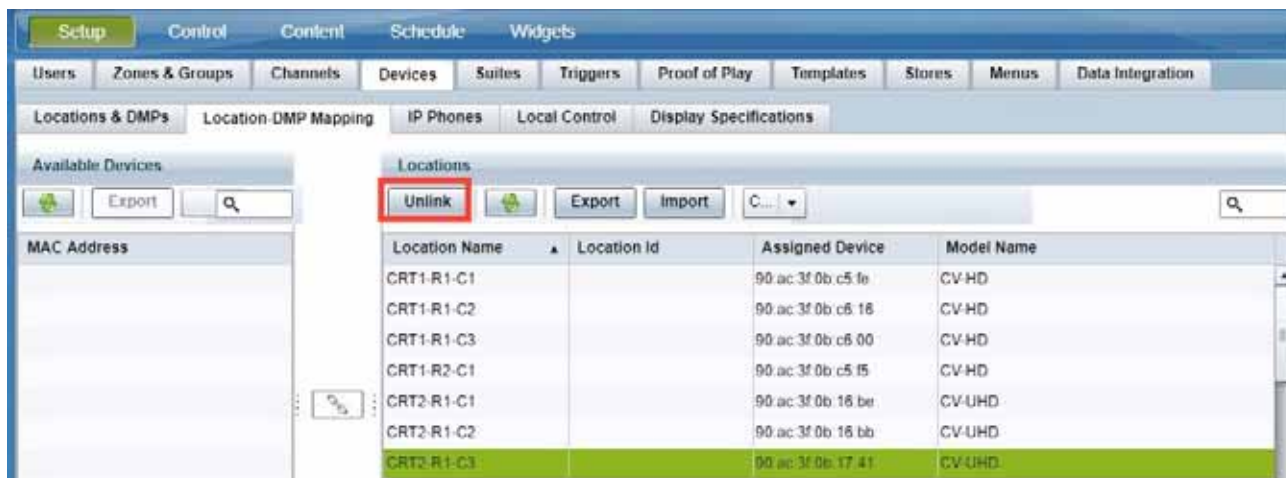 Setup Control Content Schedule Widgets
Users Zones & Groups Channels Devices Suites Triggers Proof of Play Templates Stores Menus Data Integration
Locations & DMPs Location-DMP Mapping IP Phones Local Control Display Specifications
Available Devices Locations
Export Unlink Export Import C...
MAC Address Location Name Location Id Assigned Device Model Name
CRT1-R1-C1 90:ac:3f:0b:c5:fe CV-HD
CRT1-R1-C2 90:ac:3f:0b:c6:16 CV-HD
CRT1-R1-C3 90:ac:3f:0b:c6:00 CV-HD
CRT1-R2-C1 90:ac:3f:0b:c5:f5 CV-HD
CRT2-R1-C1 90:ac:3f:0b:16:be CV-UHD
CRT2-R1-C2 90:ac:3f:0b:16:bb CV-UHD
CRT2-R1-C3 90:ac:3f:0b:17:41 CV-UHD